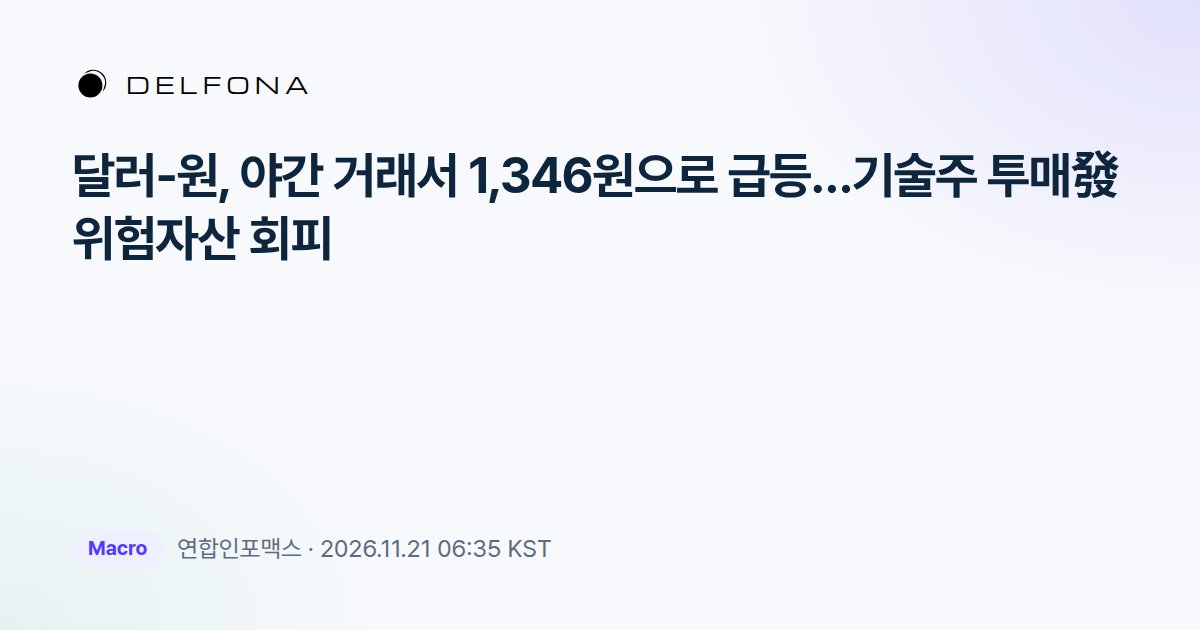 DELFONA
달러-원, 야간 거래서 1,346원으로 급등…기술주 투매發
위험자산 회피
Macro 연합인포맥스 · 2026.11.21 06:35 KST